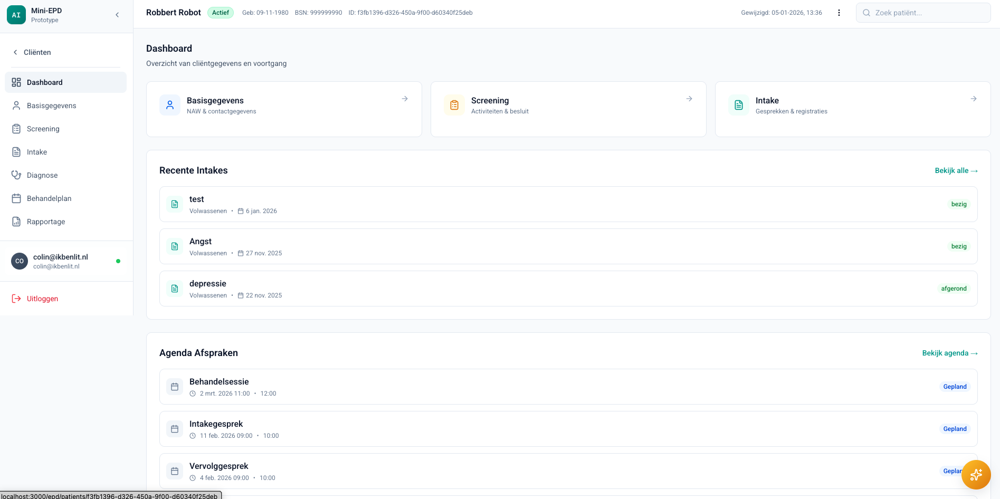 AI
Mini-EPD
Prototype
Cliënten
Dashboard
Basisgegevens
Screening
Intake
Diagnose
Behandelplan
Rapportage
CO
colin@ikbenlit.nl
colin@ikbenlit.nl
Uitloggen
Robbert Robot Actief Geb: 09-11-1980 BSN: 999999990 ID: f3fb1396-d326-450a-9f00-d60340f25deb
Gewijzigd: 05-01-2026, 13:36
Zoek patiënt...
Dashboard
Overzicht van cliëntgegevens en voortgang
Basisgegevens
NAW & contactgegevens
Screening
Activiteiten & besluit
Intake
Gesprekken & registraties
Recente Intakes
Bekijk alle →
test
Volwassenen • 6 jan. 2026
bezig
Angst
Volwassenen • 27 nov. 2025
bezig
depressie
Volwassenen • 22 nov. 2025
afgerond
Agenda Afspraken
Bekijk agenda →
Behandelsessie
2 mrt. 2026 11:00 • 12:00
Gepland
Intakegesprek
11 feb. 2026 09:00 • 10:00
Gepland
Vervolggesprek
4 feb. 2026 09:00 • 10:00
Geplan
localhost:3000/epd/patients/f3fb1396-d326-450a-9f00-d60340f25deb